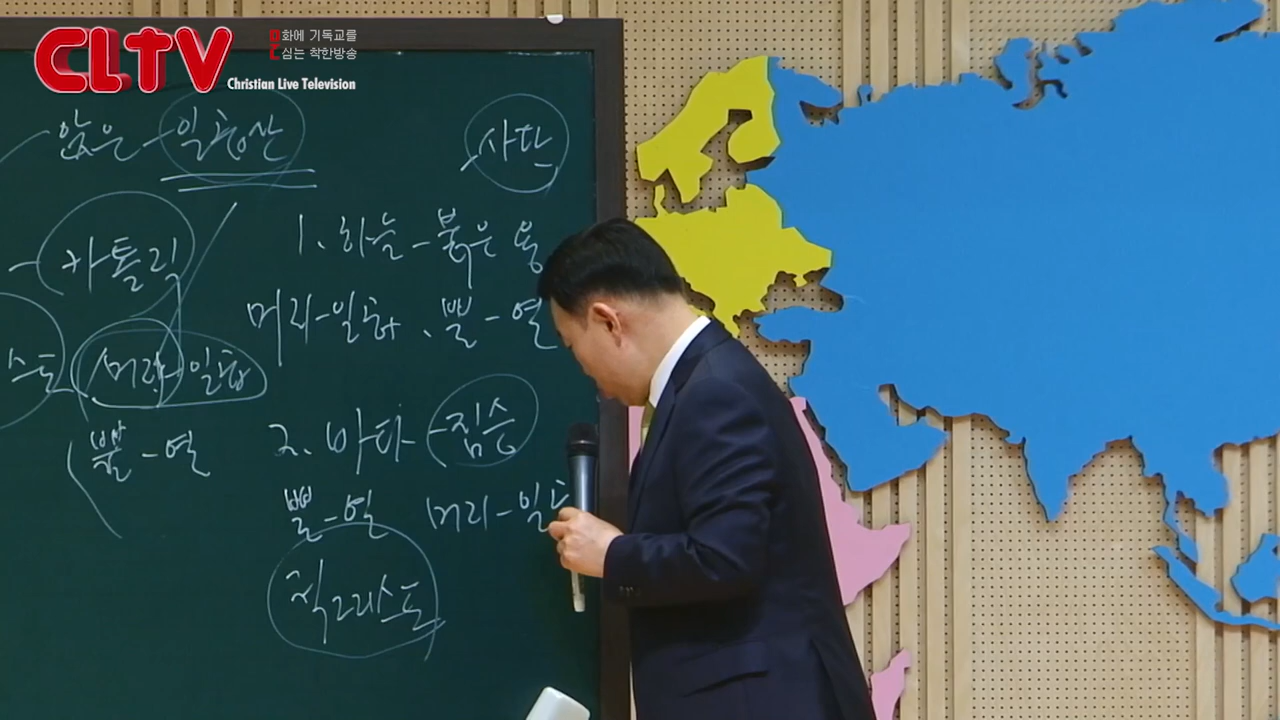 CLTV
문화에 기독교를
심는 착한방송
Christian Live Television
앉은 - 일곱산
사단
카톨릭
1. 하늘 - 붉은 용
머리 - 일곱, 뿔 - 열
머리 - 일곱
뿔 - 열
2. 바다 - 짐승
뿔 - 열 머리 - 일곱
적그리스도